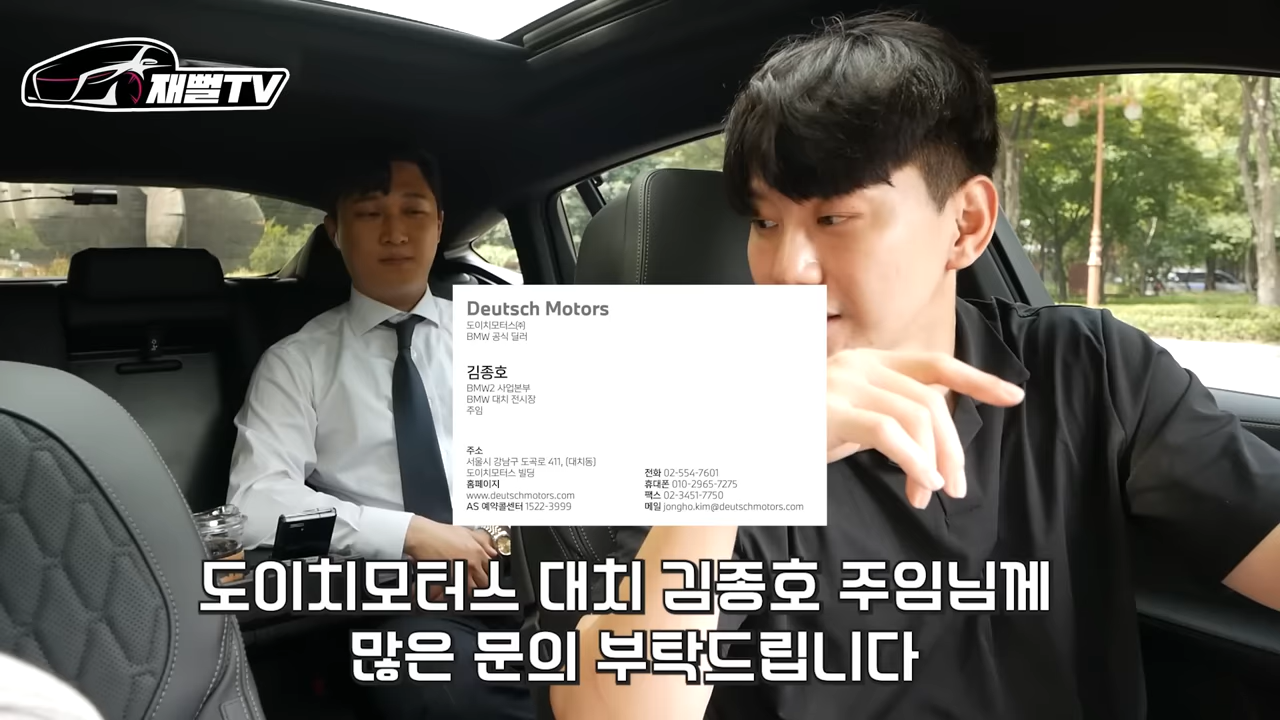 재뻘TV
Deutsch Motors
도이치모터스㈜
BMW 공식 딜러
김종호
BMW2 사업본부
BMW 대치 전시장
주임
주소
서울시 강남구 도곡로 411, (대치동)
도이치모터스 빌딩
홈페이지
www.deutschmotors.com
AS 예약콜센터 1522-3999
전화 02-554-7601
휴대폰 010-2965-7275
팩스 02-3451-7750
메일 jongho.kim@deutschmotors.com
도이치모터스 대치 김종호 주임님께
많은 문의 부탁드립니다